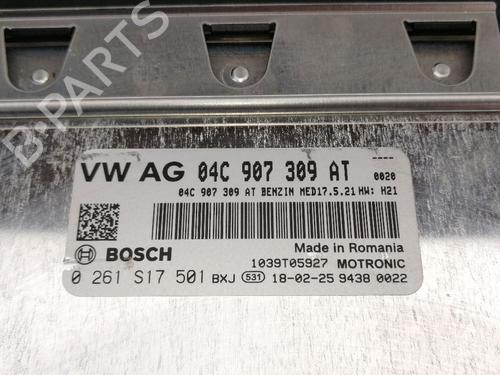 B-PARTS
VW AG 04C 907 309 AT ----
0020
04C 907 309 AT BENZIN MED17.5.21 HW: H21
Made in Romania
BOSCH 1039T05927 MOTRONIC
0 261 S17 501 BXJ 531 18-02-25 9438 0022